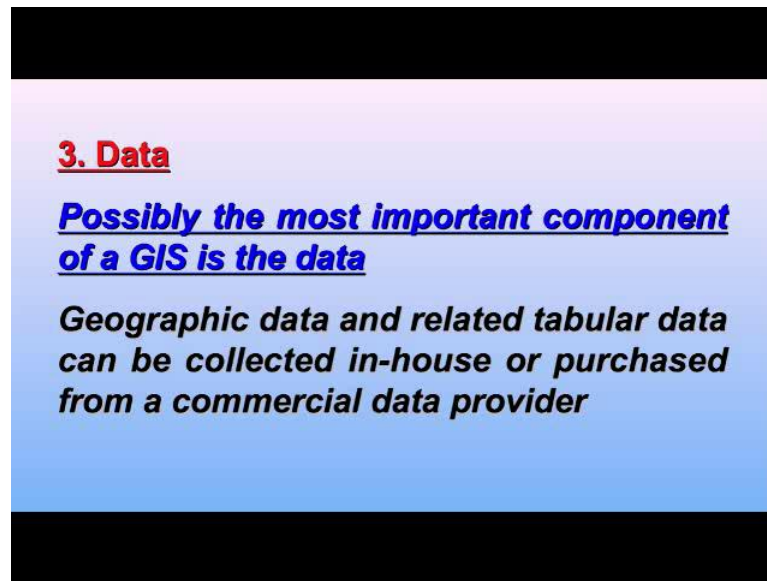 3. Data
Possibly the most important component
of a GIS is the data
Geographic data and related tabular data
can be collected in-house or purchased
from a commercial data provider